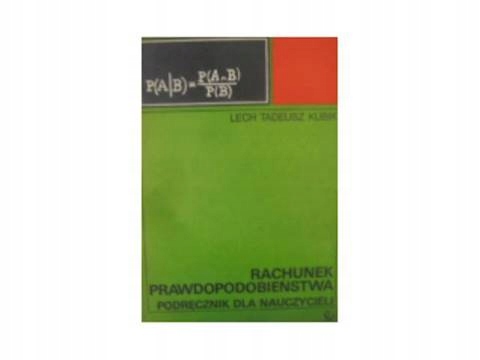 P(A|B)=P(A∩B)/P(B)
LECH TADEUSZ KUBIK
RACHUNEK
PRAWDOPODOBIEŃSTWA
PODRĘCZNIK DLA NAUCZYCIELI